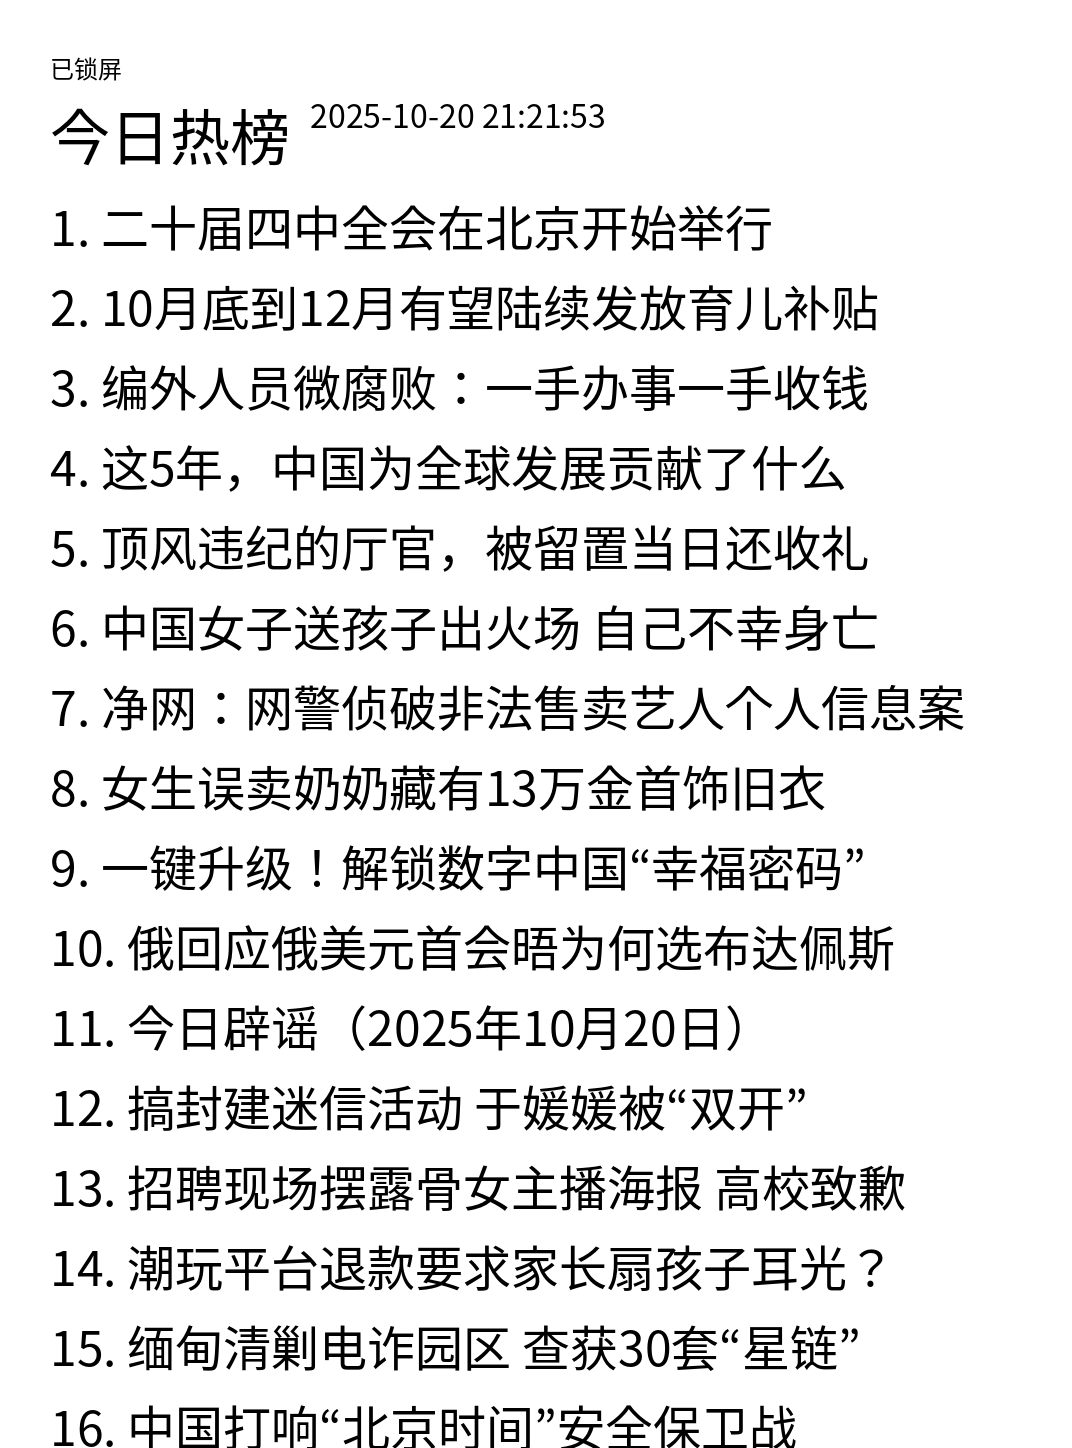 已锁屏
今日热榜 2025-10-20 21:21:53
1. 二十届四中全会在北京开始举行
2. 10月底到12月有望陆续发放育儿补贴
3. 编外人员微腐败：一手办事一手收钱
4. 这5年，中国为全球发展贡献了什么
5. 顶风违纪的厅官，被留置当日还收礼
6. 中国女子送孩子出火场 自己不幸身亡
7. 净网：网警侦破非法售卖艺人个人信息案
8. 女生误卖奶奶藏有13万金首饰旧衣
9. 一键升级！解锁数字中国“幸福密码”
10. 俄回应俄美元首会晤为何选布达佩斯
11. 今日辟谣（2025年10月20日）
12. 搞封建迷信活动 于媛媛被“双开”
13. 招聘现场摆露骨女主播海报 高校致歉
14. 潮玩平台退款要求家长扇孩子耳光？
15. 缅甸清剿电诈园区 查获30套“星链”
16. 中国打响“北京时间”安全保卫战